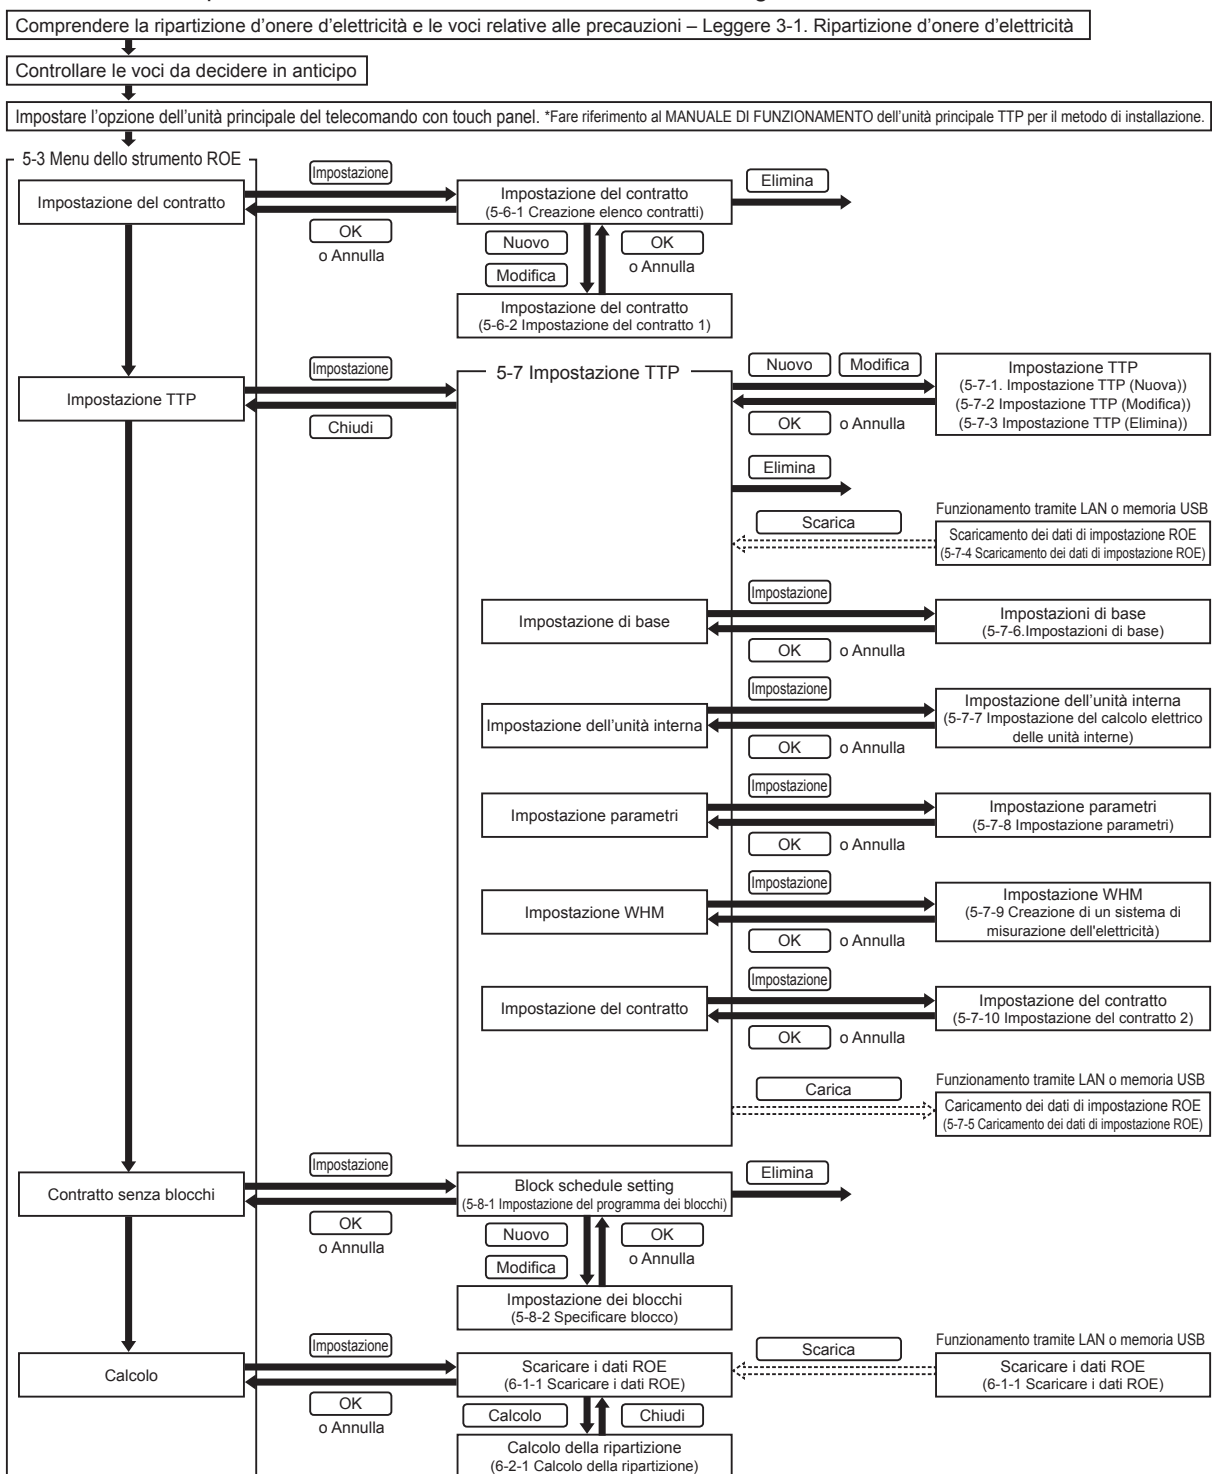 Comprendere la ripartizione d'onere d'elettricità e le voci relative alle precauzioni – Leggere 3-1. Ripartizione d'onere d'elettricità
Controllare le voci da decidere in anticipo
Impostare l'opzione dell'unità principale del telecomando con touch panel. *Fare riferimento al MANUALE DI FUNZIONAMENTO dell'unità principale TTP per il metodo di installazione.
5-3 Menu dello strumento ROE
Impostazione del contratto
Impostazione
OK
o Annulla
Impostazione del contratto
(5-6-1 Creazione elenco contratti)
Elimina
Nuovo
Modifica
OK
o Annulla
Impostazione del contratto
(5-6-2 Impostazione del contratto 1)
Impostazione TTP
Impostazione
Chiudi
5-7 Impostazione TTP
Nuovo
Modifica
OK
o Annulla
Impostazione TTP
(5-7-1. Impostazione TTP (Nuova))
(5-7-2 Impostazione TTP (Modifica))
(5-7-3 Impostazione TTP (Elimina))
Elimina
Scarica
Funzionamento tramite LAN o memoria USB
Scaricamento dei dati di impostazione ROE
(5-7-4 Scaricamento dei dati di impostazione ROE)
Impostazione di base
Impostazione
OK
o Annulla
Impostazioni di base
(5-7-6.Impostazioni di base)
Impostazione dell'unità interna
Impostazione
OK
o Annulla
Impostazione dell'unità interna
(5-7-7 Impostazione del calcolo elettrico
delle unità interne)
Impostazione parametri
Impostazione
OK
o Annulla
Impostazione parametri
(5-7-8 Impostazione parametri)
Impostazione WHM
Impostazione
OK
o Annulla
Impostazione WHM
(5-7-9 Creazione di un sistema di
misurazione dell'elettricità)
Impostazione del contratto
Impostazione
OK
o Annulla
Impostazione del contratto
(5-7-10 Impostazione del contratto 2)
Carica
Funzionamento tramite LAN o memoria USB
Caricamento dei dati di impostazione ROE
(5-7-5 Caricamento dei dati di impostazione ROE)
Contratto senza blocchi
Impostazione
OK
o Annulla
Block schedule setting
(5-8-1 Impostazione del programma dei blocchi)
Elimina
Nuovo
Modifica
OK
o Annulla
Impostazione dei blocchi
(5-8-2 Specificare blocco)
Calcolo
Impostazione
OK
o Annulla
Scaricare i dati ROE
(6-1-1 Scaricare i dati ROE)
Scarica
Funzionamento tramite LAN o memoria USB
Scaricare i dati ROE
(6-1-1 Scaricare i dati ROE)
Calcolo
Chiudi
Calcolo della ripartizione
(6-2-1 Calcolo della ripartizione)